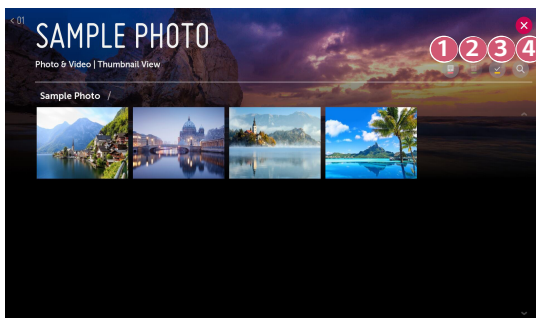 < 01
SAMPLE PHOTO
1 2 3 4
Photo & Video | Thumbnail View
Sample Photo /